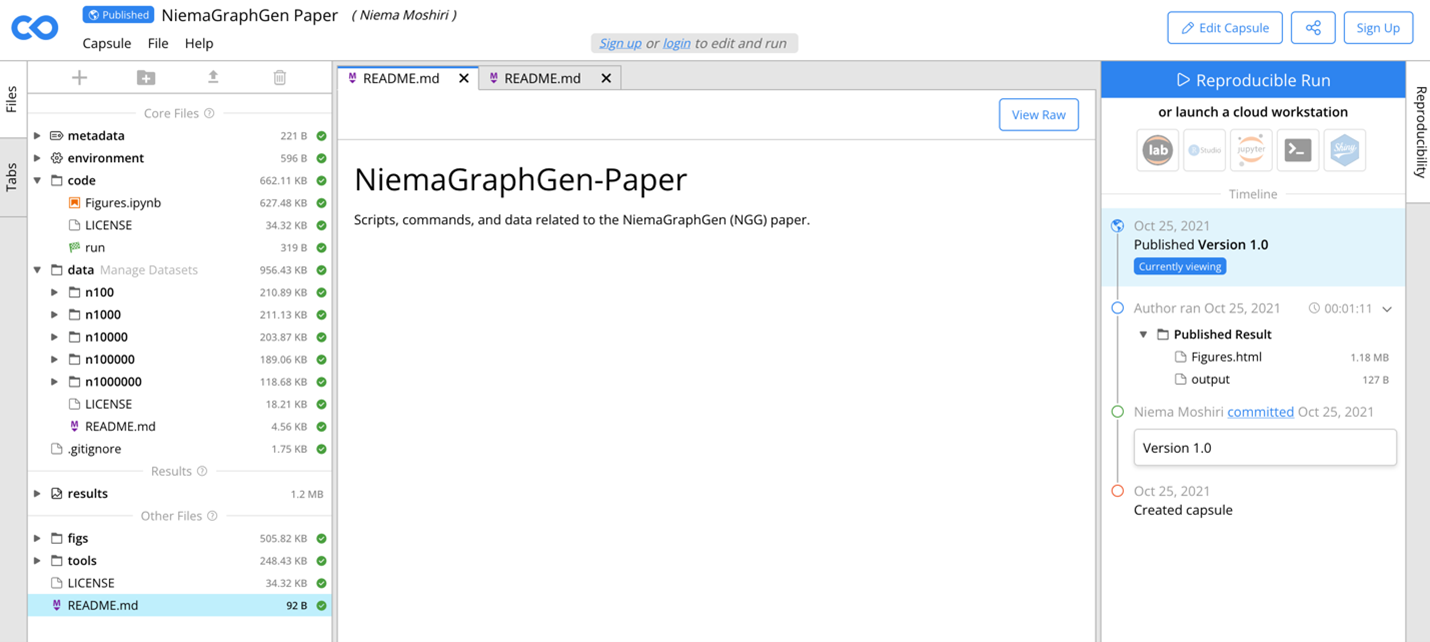 Published NiemaGraphGen Paper ( Niema Moshiri )
Capsule File Help
Sign up or login to edit and run
Edit Capsule
Sign Up
Files
Tabs
Core Files
metadata 221 B
environment 596 B
code 662.11 KB
Figures.ipynb 627.48 KB
LICENSE 34.32 KB
run 319 B
data Manage Datasets 956.43 KB
n100 210.89 KB
n1000 211.13 KB
n10000 203.87 KB
n100000 189.06 KB
n1000000 118.68 KB
LICENSE 18.21 KB
README.md 4.56 KB
.gitignore 1.75 KB
Results
results 1.2 MB
Other Files
figs 505.82 KB
tools 248.43 KB
LICENSE 34.32 KB
README.md 92 B
README.md README.md
View Raw
NiemaGraphGen-Paper
Scripts, commands, and data related to the NiemaGraphGen (NGG) paper.
Reproducible Run
or launch a cloud workstation
lab Studio jupyter >_ Shiny
Timeline
Oct 25, 2021
Published Version 1.0
Currently viewing
Author ran Oct 25, 2021 00:01:11
Published Result
Figures.html 1.18 MB
output 127 B
Niema Moshiri committed Oct 25, 2021
Version 1.0
Oct 25, 2021
Created capsule
Reproducibility